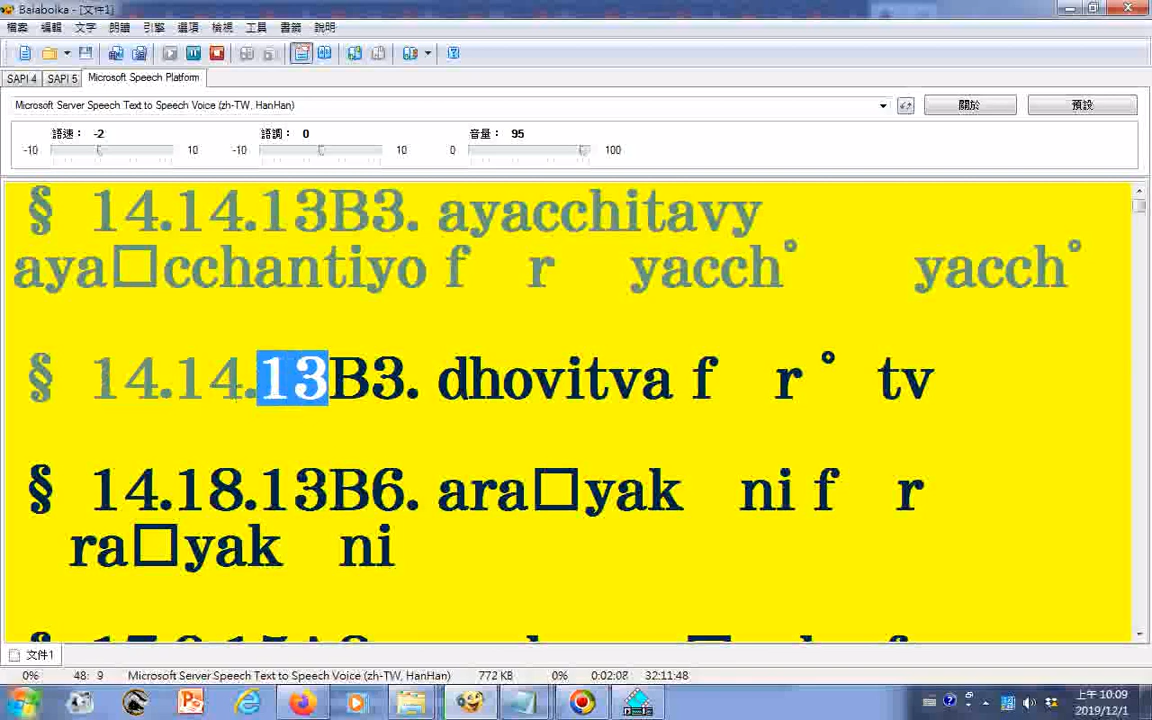 Balabolka - [文件1]
檔案 編輯 文字 朗讀 引擎 選項 檢視 工具 書籤 說明
SAPI 4 SAPI 5 Microsoft Speech Platform
Microsoft Server Speech Text to Speech Voice (zh-TW, HanHan) 關於 預設
語速： -2 語調： 0 音量： 95
-10 10 -10 10 0 100
§ 14.14.13B3. ayacchitavy
aya□cchantiyo f r yacch° yacch°
§ 14.14.13B3. dhovitva f r ° tv
§ 14.18.13B6. ara□yak ni f r
ra□yak ni
文件1
0% 48: 9 Microsoft Server Speech Text to Speech Voice (zh-TW, HanHan) 772 KB 0% 0:02:08 32:11:48
上午 10:09
2019/12/1